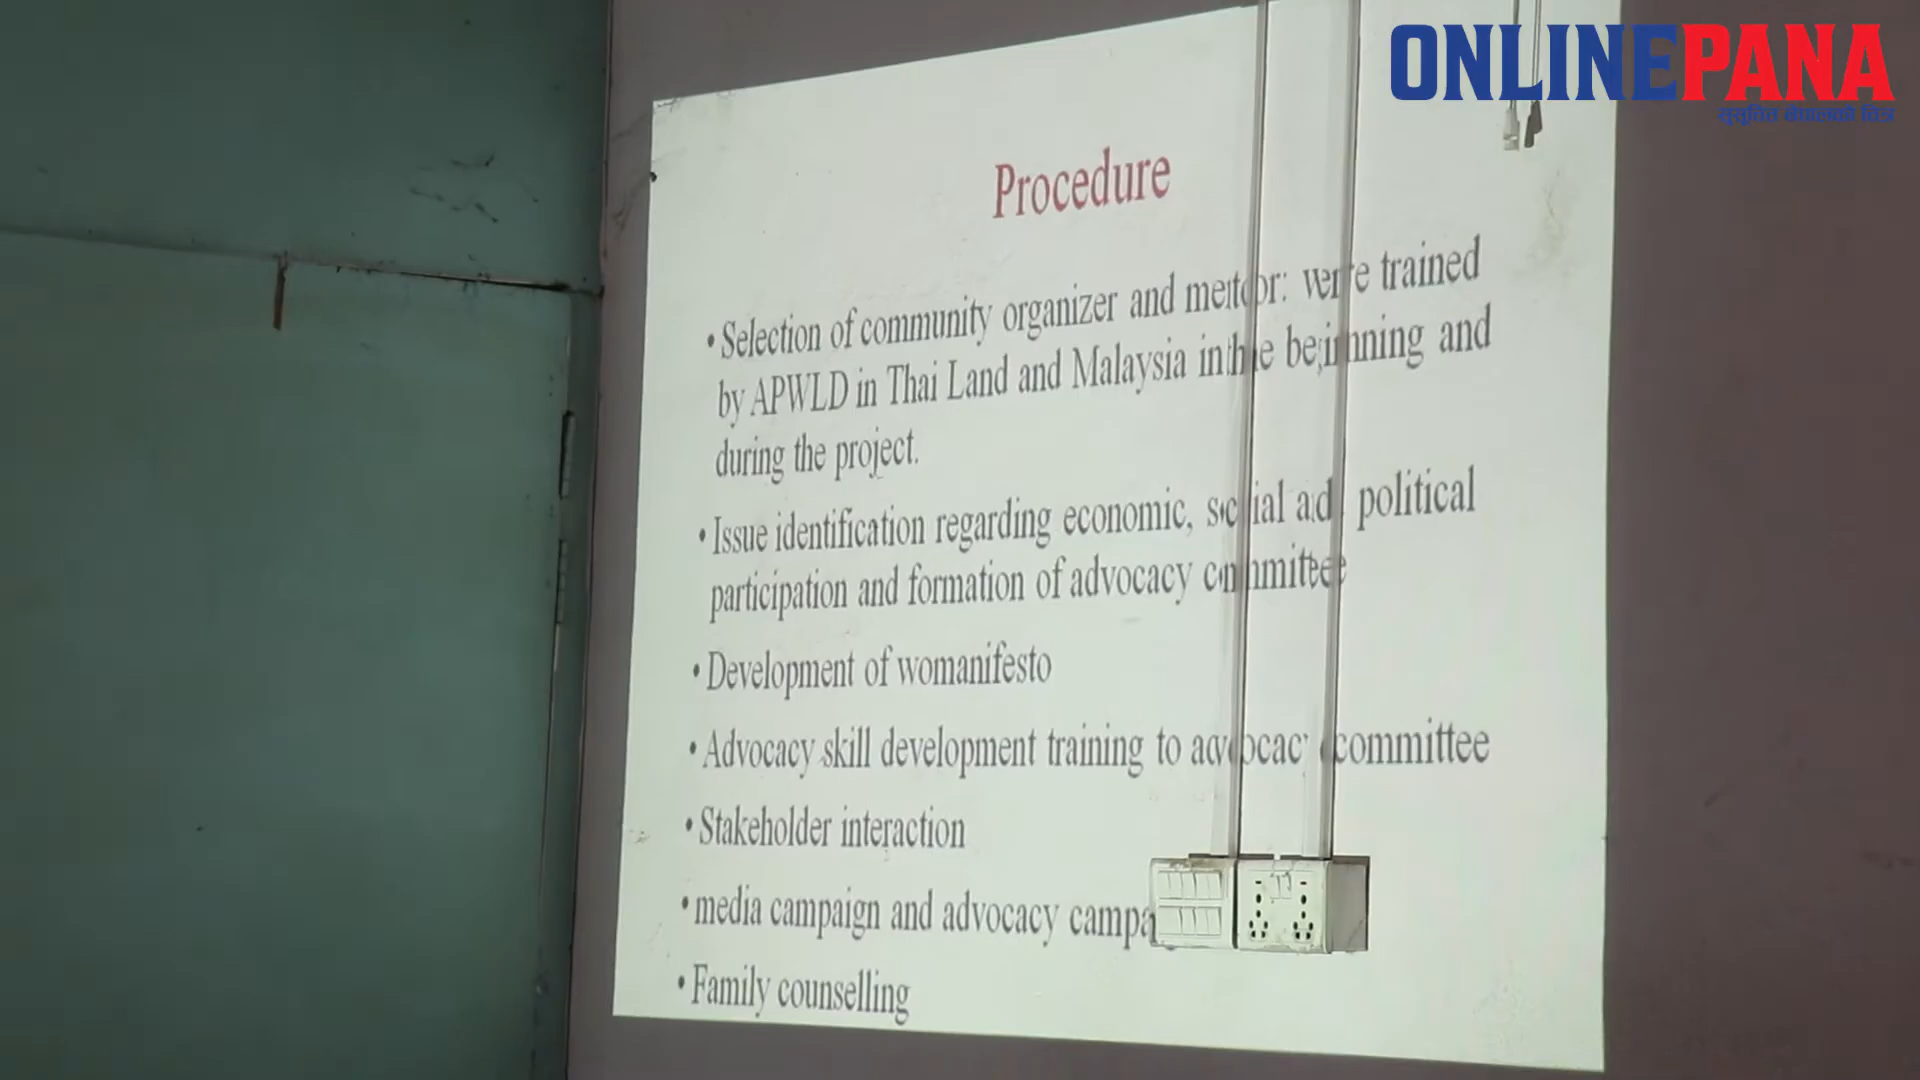 ONLINEPANA
Procedure
• Selection of community organizer and mentor: were trained
by APWLD in Thai Land and Malaysia in the beginning and
during the project.
• Issue identification regarding economic, social and political
participation and formation of advocacy committee
• Development of womanifesto
• Advocacy skill development training to advocacy committee
• Stakeholder interaction
• media campaign and advocacy campa
• Family counselling